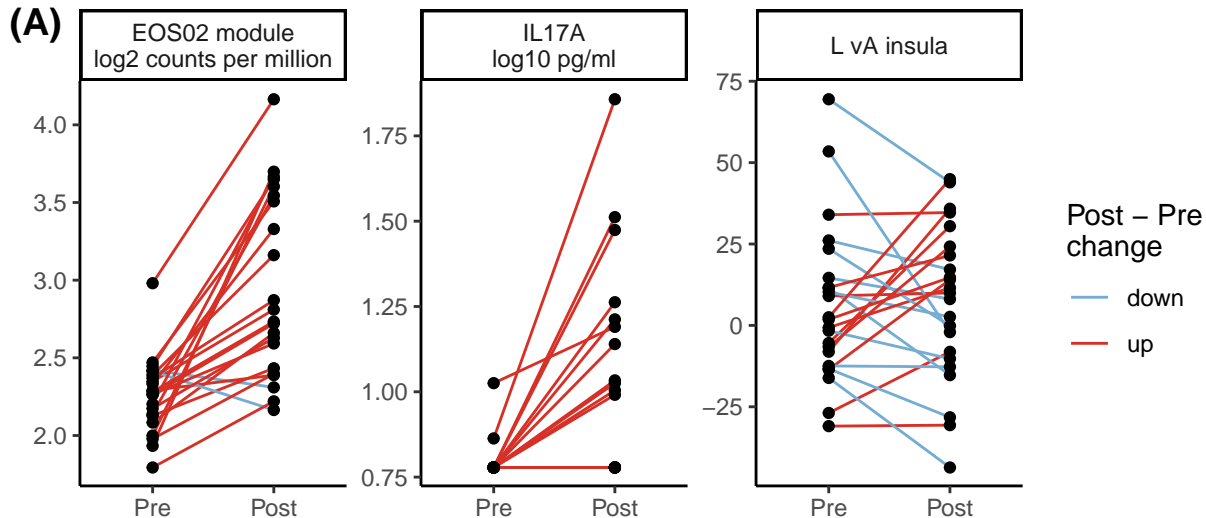 (A)
EOS02 module
log2 counts per million
4.0
3.5
3.0
2.5
2.0
Pre
Post
IL17A
log10 pg/ml
1.75
1.50
1.25
1.00
0.75
Pre
Post
L vA insula
75
50
25
0
−25
Pre
Post
Post − Pre
change
down
up